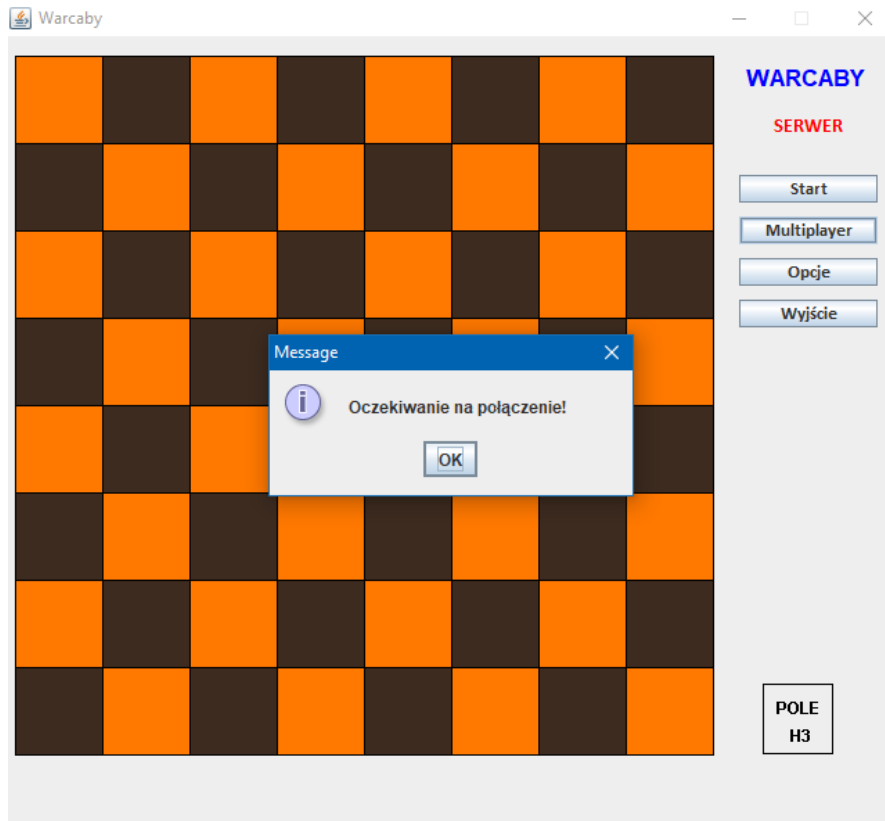 Warcaby
WARCABY
SERWER
Start
Multiplayer
Opcje
Wyjście
Message
Oczekiwanie na połączenie!
OK
POLE
H3